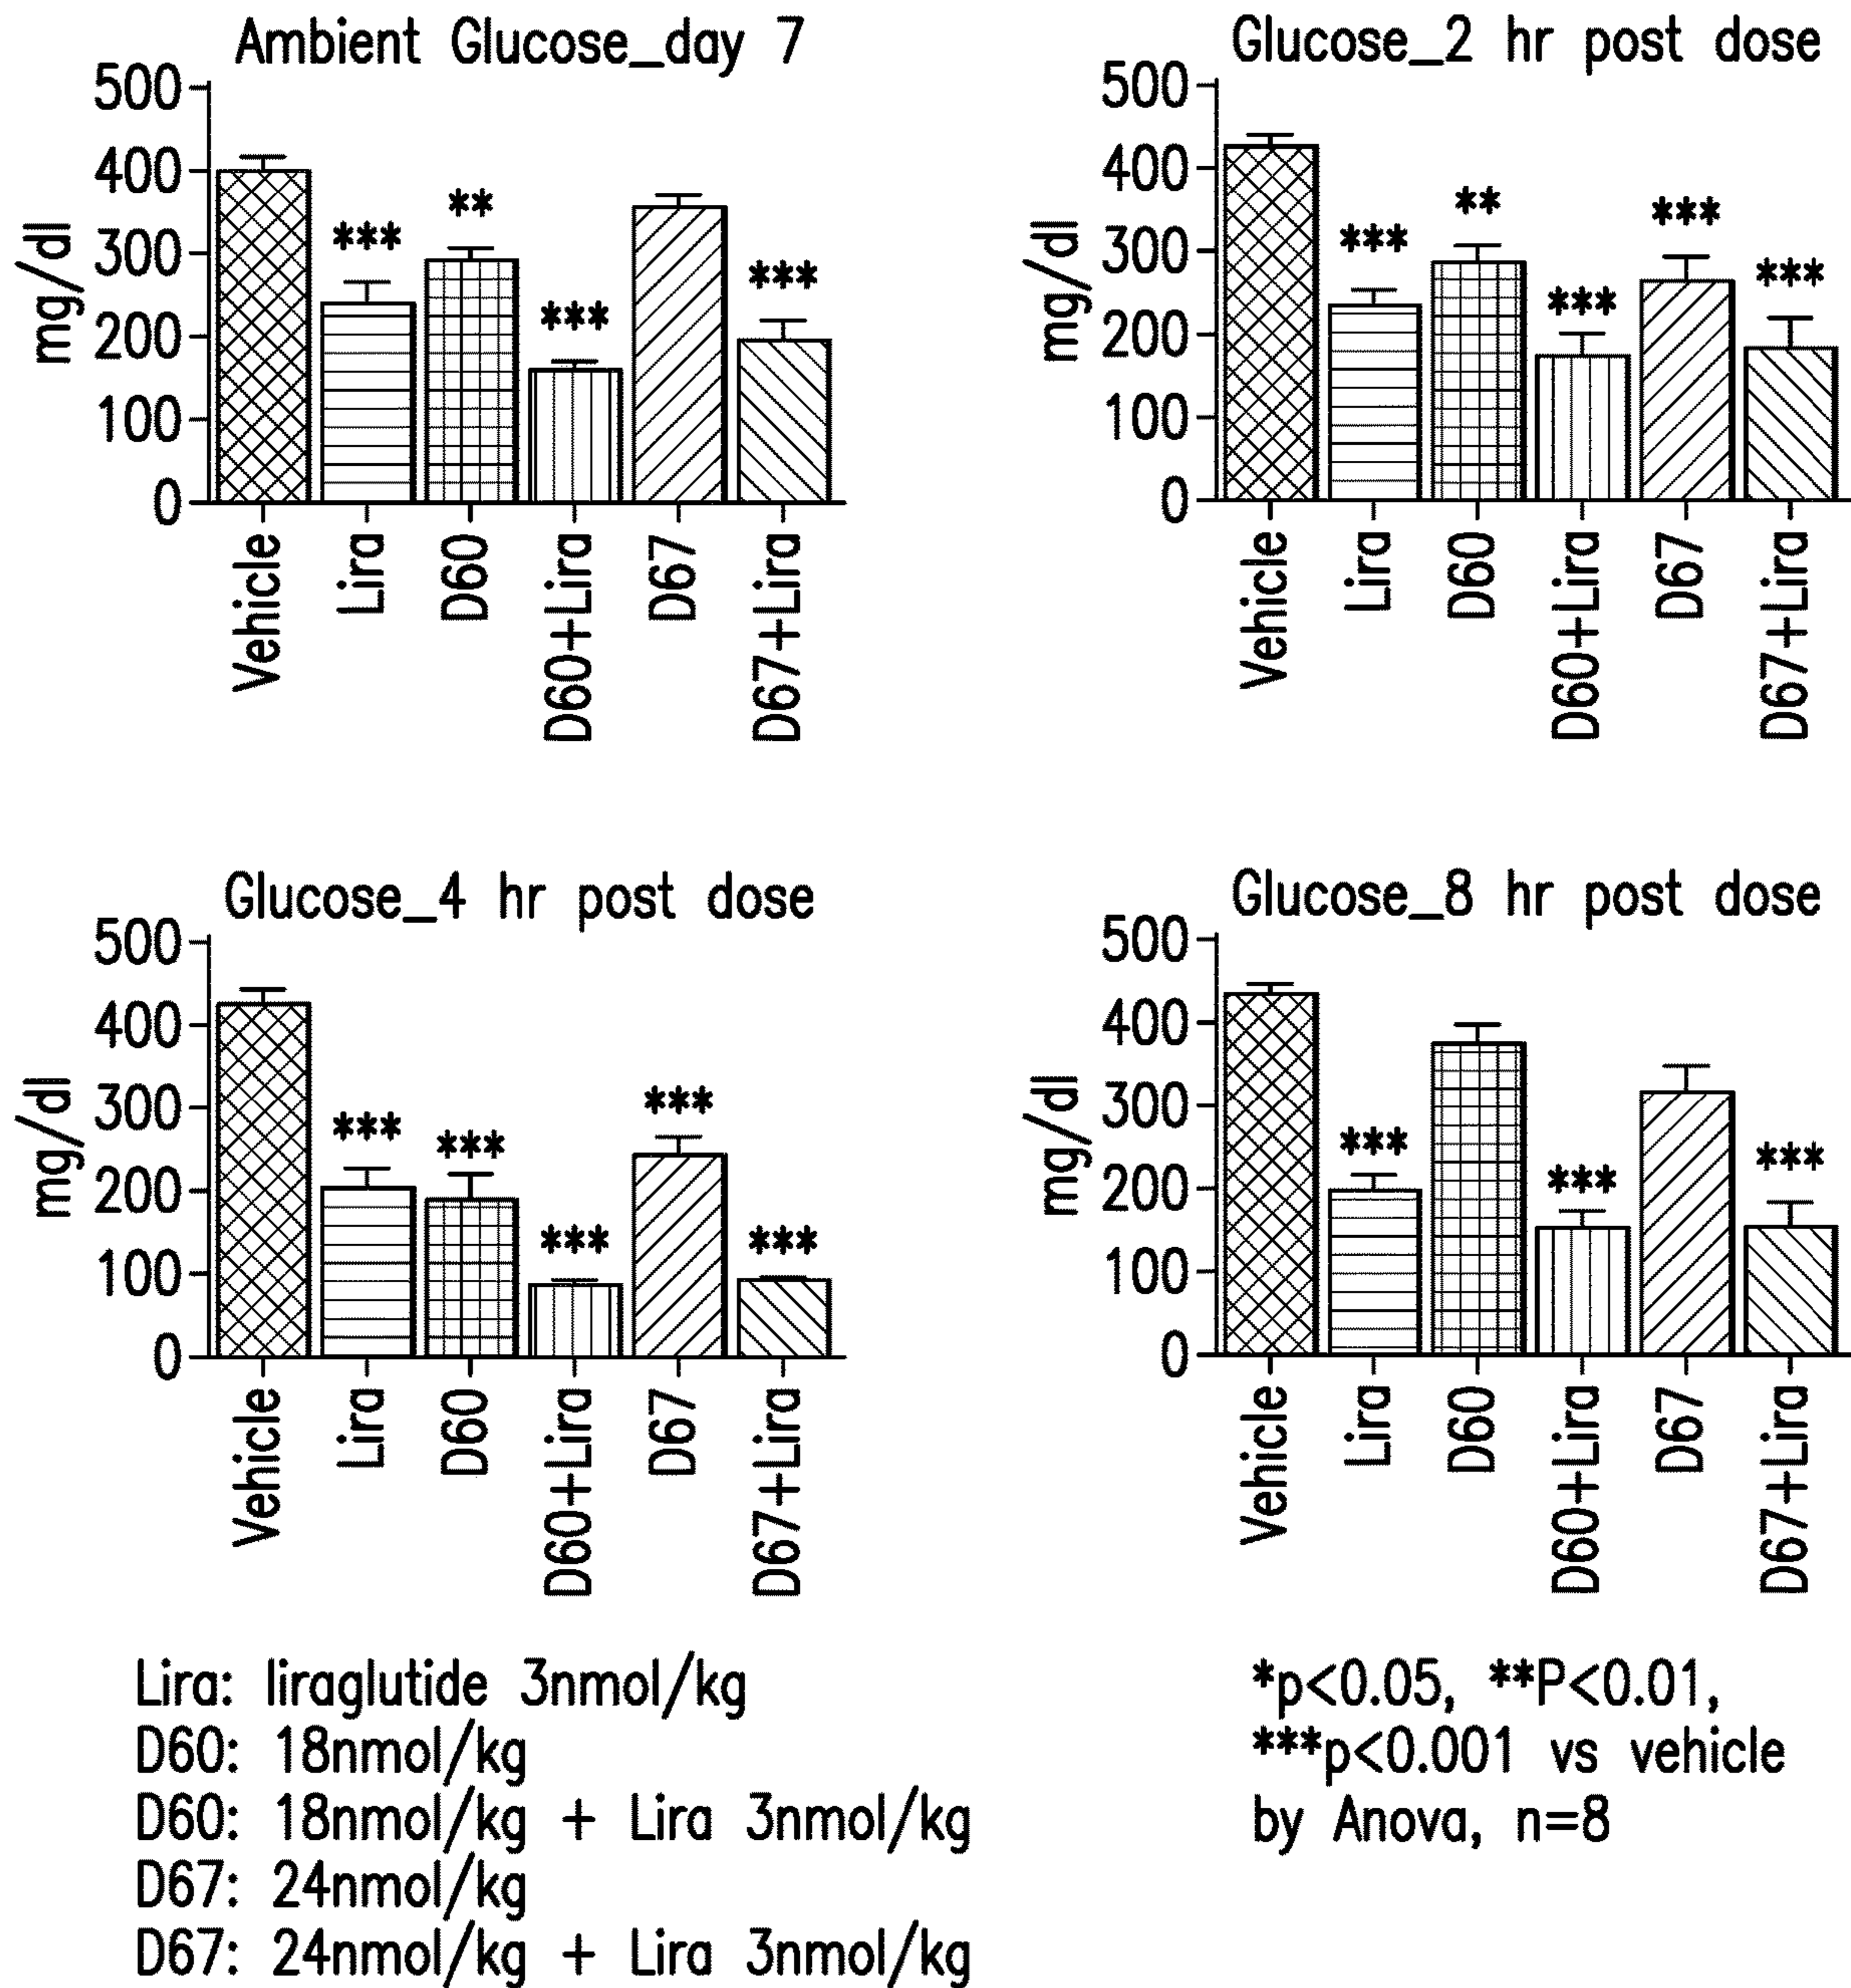 Ambient Glucose_day 7
500
400
300
200
100
0
mg/dl
***
**
***
***
Vehicle
Lira
D60
D60+Lira
D67
D67+Lira
Glucose_2 hr post dose
500
400
300
200
100
0
mg/dl
***
**
***
***
***
Vehicle
Lira
D60
D60+Lira
D67
D67+Lira
Glucose_4 hr post dose
500
400
300
200
100
0
mg/dl
***
***
***
***
***
Vehicle
Lira
D60
D60+Lira
D67
D67+Lira
Glucose_8 hr post dose
500
400
300
200
100
0
mg/dl
***
***
***
Vehicle
Lira
D60
D60+Lira
D67
D67+Lira
Lira: liraglutide 3nmol/kg
D60: 18nmol/kg
D60: 18nmol/kg + Lira 3nmol/kg
D67: 24nmol/kg
D67: 24nmol/kg + Lira 3nmol/kg
*p<0.05, **P<0.01,
***p<0.001 vs vehicle
by Anova, n=8